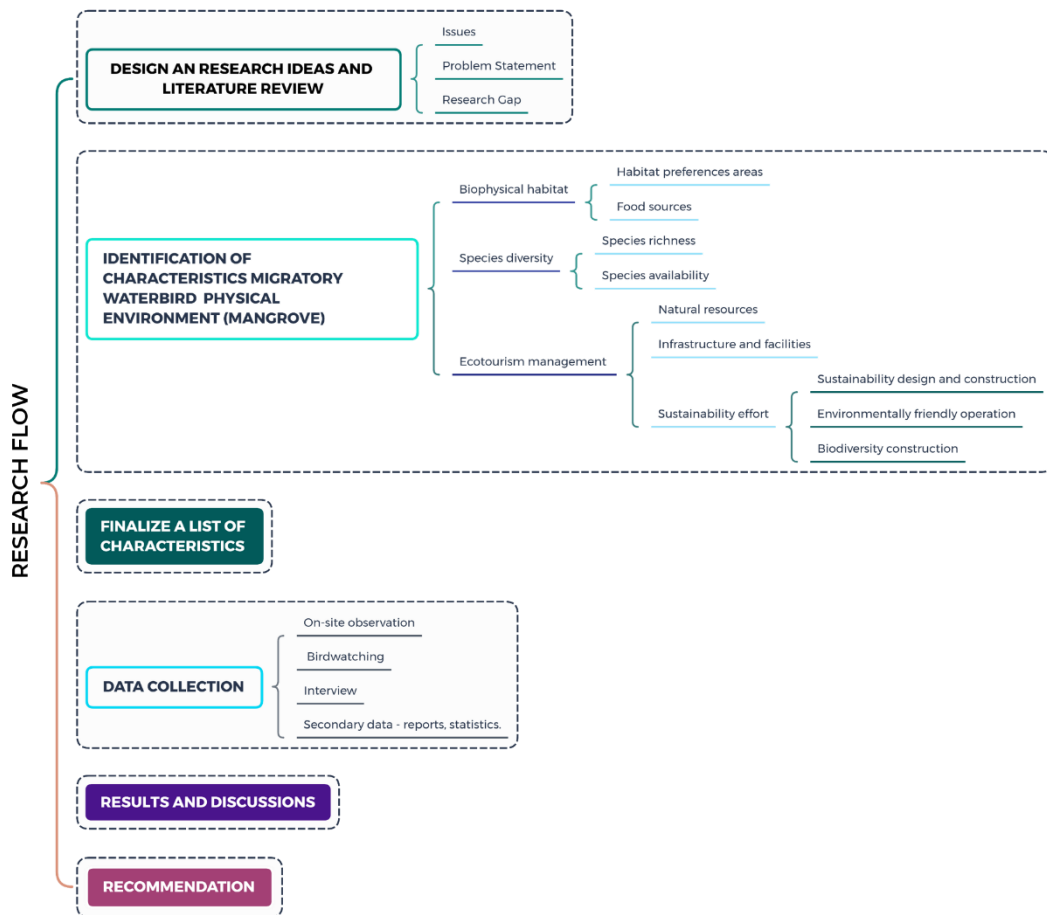 RESEARCH FLOW
DESIGN AN RESEARCH IDEAS AND
LITERATURE REVIEW
Issues
Problem Statement
Research Gap
IDENTIFICATION OF
CHARACTERISTICS MIGRATORY
WATERBIRD PHYSICAL
ENVIRONMENT (MANGROVE)
Biophysical habitat
Habitat preferences areas
Food sources
Species diversity
Species richness
Species availability
Ecotourism management
Natural resources
Infrastructure and facilities
Sustainability effort
Sustainability design and construction
Environmentally friendly operation
Biodiversity construction
FINALIZE A LIST OF
CHARACTERISTICS
DATA COLLECTION
On-site observation
Birdwatching
Interview
Secondary data - reports, statistics.
RESULTS AND DISCUSSIONS
RECOMMENDATION